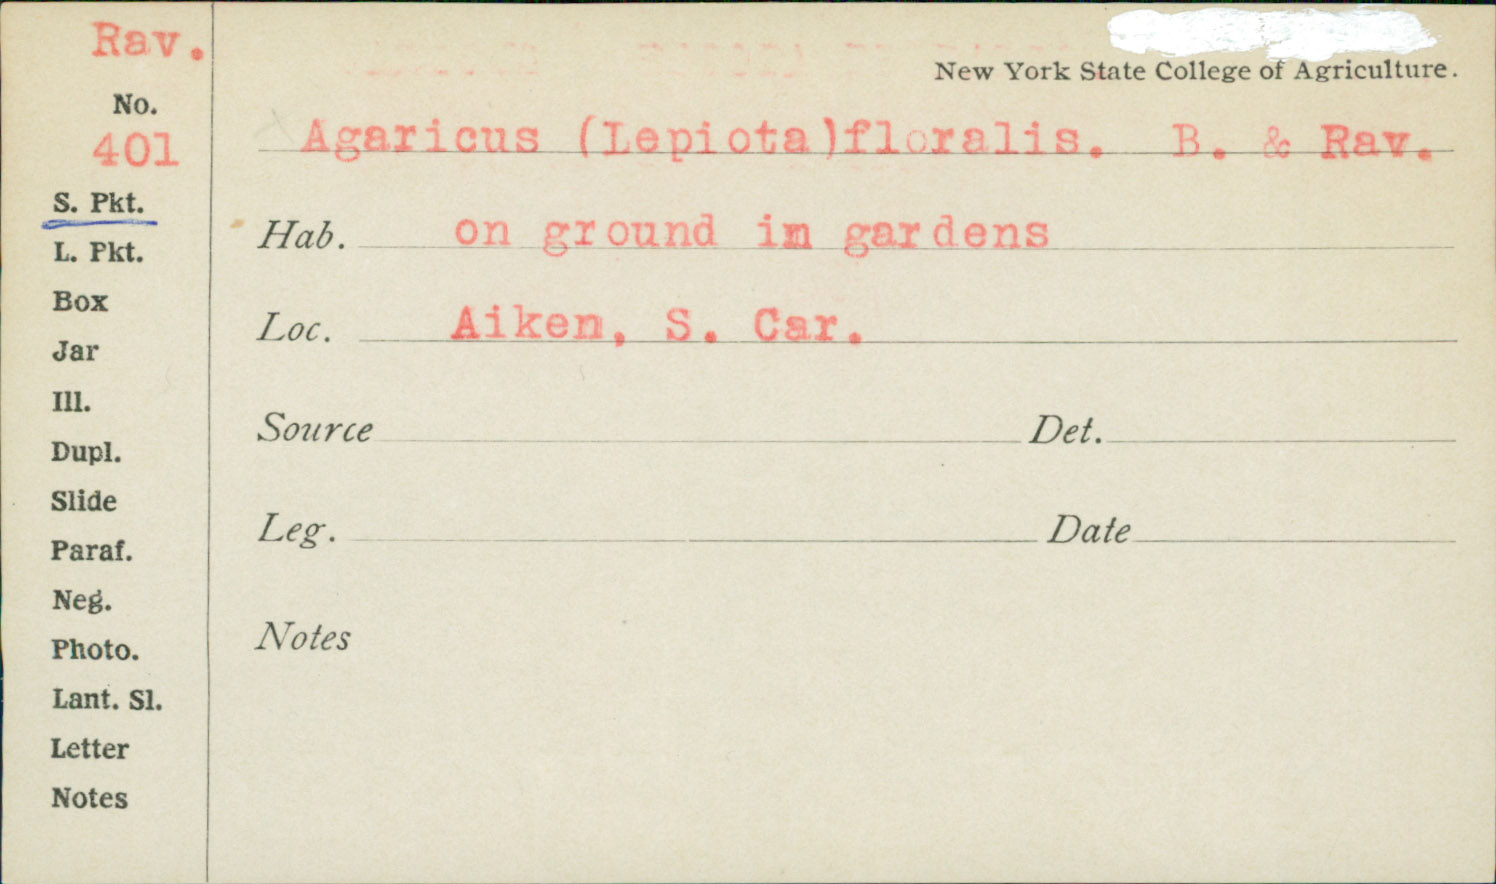 Rav.
No.
401
S. Pkt.
L. Pkt.
Box
Jar
Ill.
Dupl.
Slide
Paraf.
Neg.
Photo.
Lant. Sl.
Letter
Notes
New York State College of Agriculture.
Agaricus (Lepiota)floralis. B. & Rav.
Hab. on ground in gardens
Loc. Aiken, S. Car.
Source Det.
Leg. Date
Notes